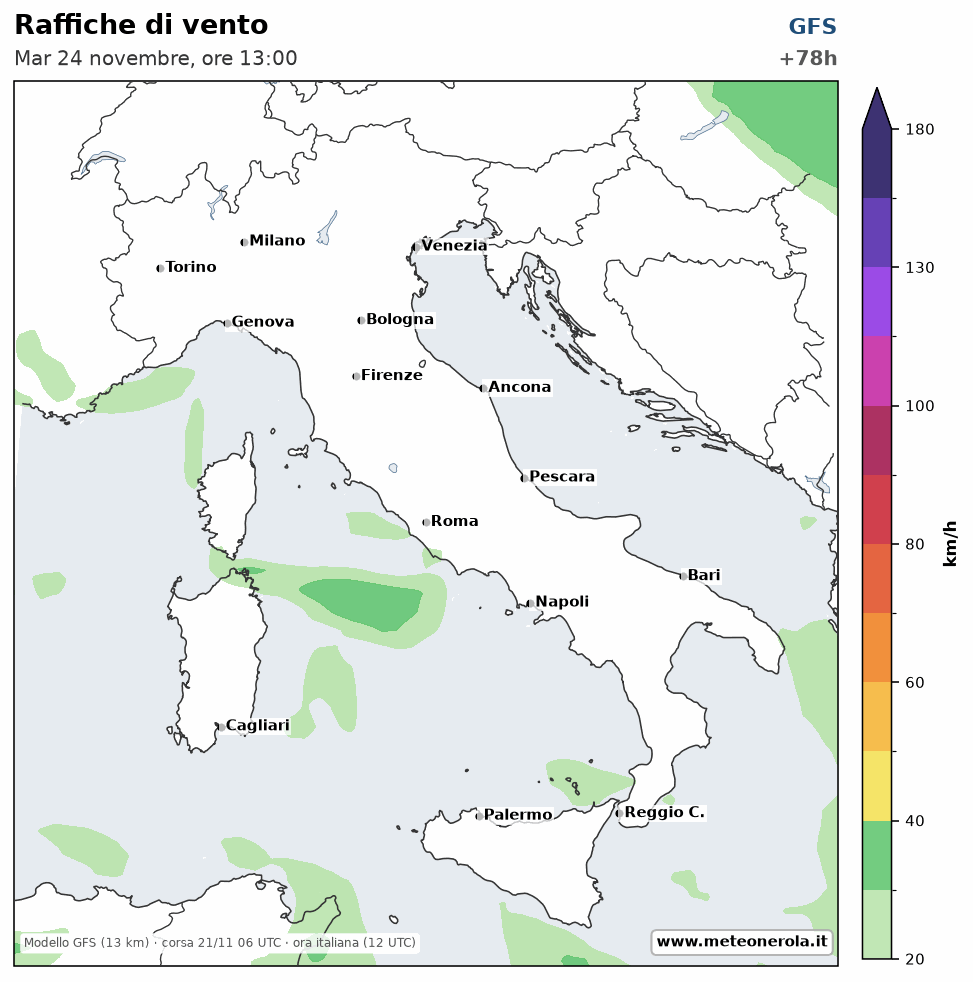 Raffiche di vento
GFS
Mar 24 novembre, ore 13:00
+78h
180
130
100
80
60
40
20
km/h
Milano
Venezia
Torino
Genova
Bologna
Firenze
Ancona
Pescara
Roma
Bari
Napoli
Cagliari
Palermo
Reggio C.
Modello GFS (13 km) · corsa 21/11 06 UTC · ora italiana (12 UTC)
www.meteonerola.it